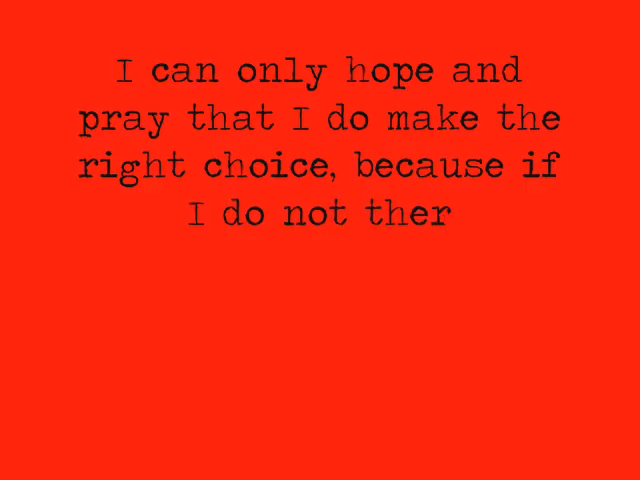 I can only hope and
pray that I do make the
right choice, because if
I do not ther